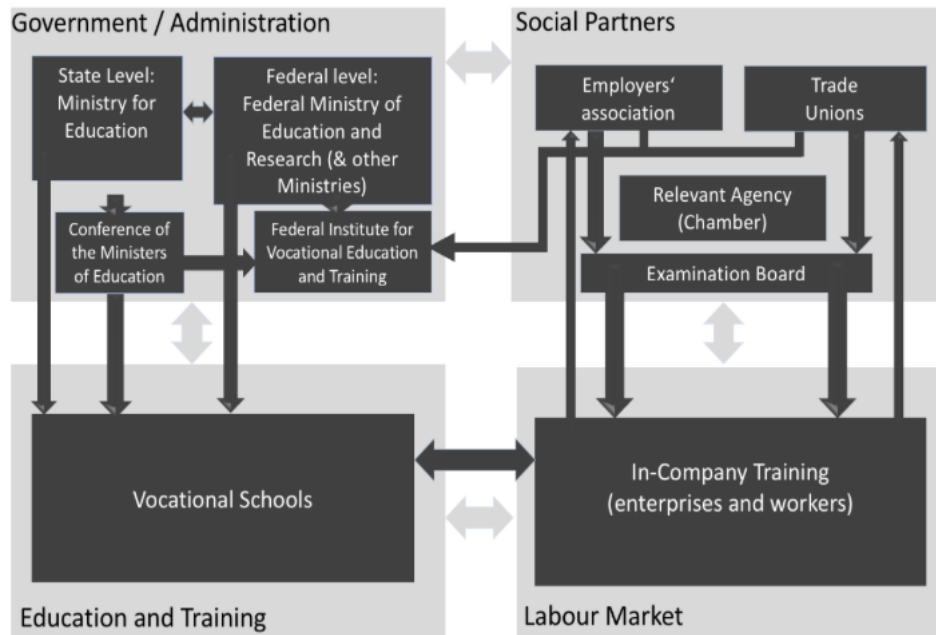 Government / Administration
State Level:
Ministry for
Education
Federal level:
Federal Ministry of
Education and
Research (& other
Ministries)
Conference of
the Ministers
of Education
Federal Institute for
Vocational Education
and Training
Social Partners
Employers‘
association
Trade
Unions
Relevant Agency
(Chamber)
Examination Board
Vocational Schools
Education and Training
In-Company Training
(enterprises and workers)
Labour Market